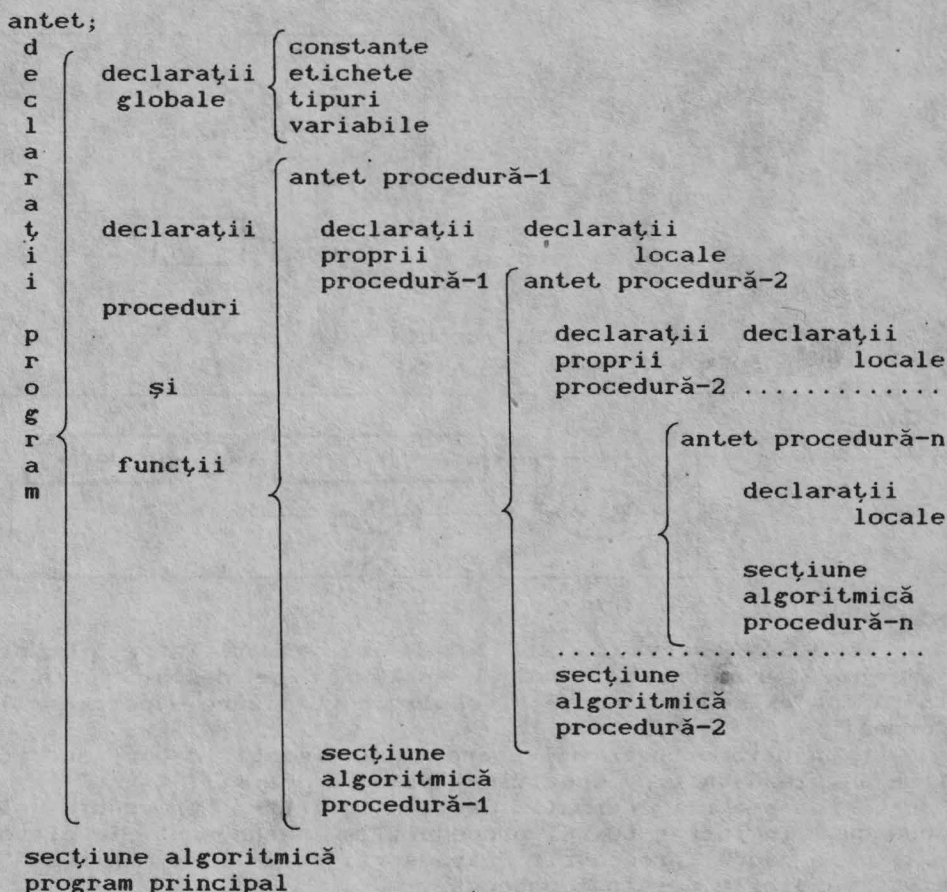 antet;
declarații program
declarații globale
constante
etichete
tipuri
variabile
declarații
proceduri
și
funcții
antet procedură-1
declarații proprii procedură-1
declarații locale
antet procedură-2
declarații proprii procedură-2
declarații locale
.............
antet procedură-n
declarații locale
secțiune algoritmică procedură-n
.......................
secțiune algoritmică procedură-2
secțiune algoritmică procedură-1
secțiune algoritmică
program principal